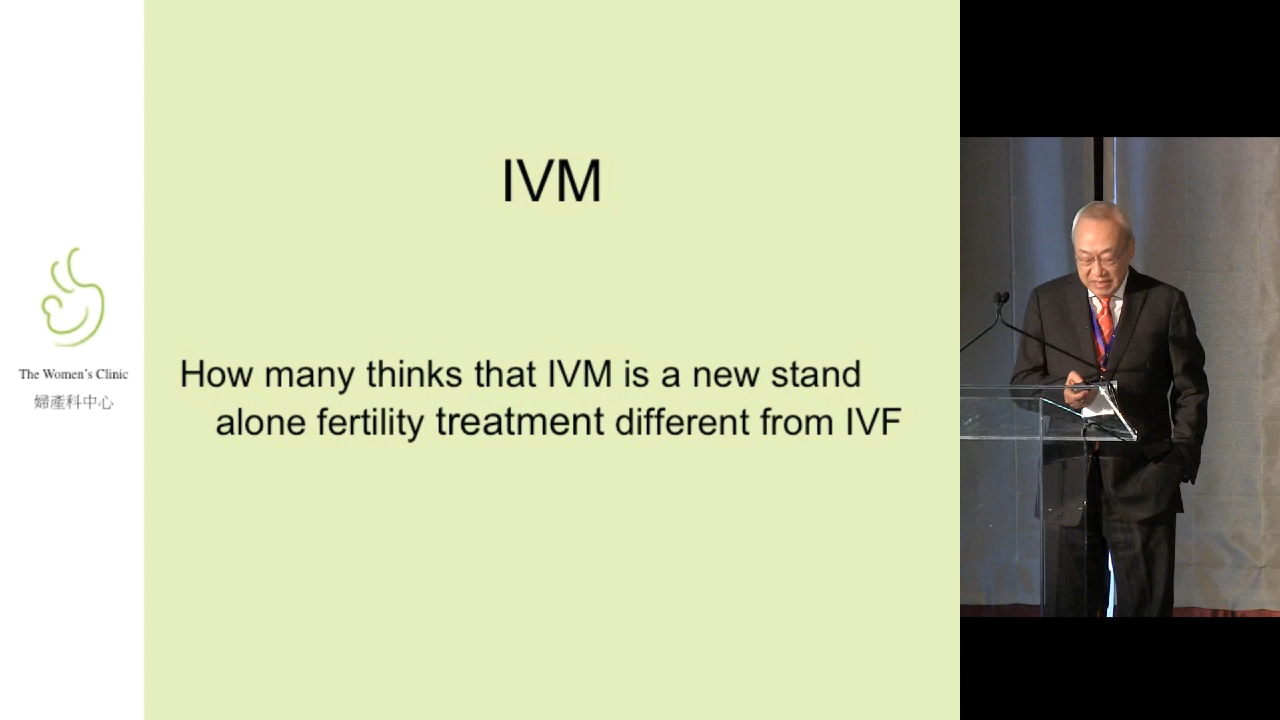 IVM
How many thinks that IVM is a new stand
alone fertility treatment different from IVF
The Women's Clinic
婦產科中心